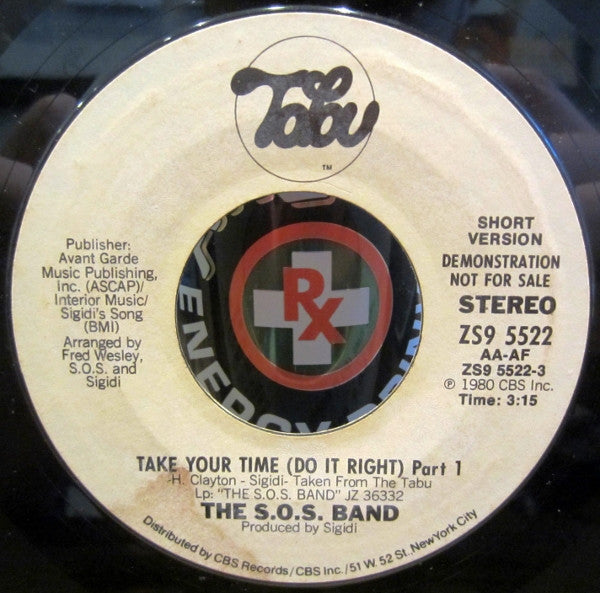 Tabu
TM
Publisher:
Avant Garde
Music Publishing,
Inc. (ASCAP)/
Interior Music/
Sigidi's Song
(BMI)
Arranged by
Fred Wesley,
S.O.S. and
Sigidi
SHORT
VERSION
DEMONSTRATION
NOT FOR SALE
STEREO
ZS9 5522
AA-AF
ZS9 5522-3
℗ 1980 CBS Inc.
Time: 3:15
RX
ENERGY DRINK
TAKE YOUR TIME (DO IT RIGHT) Part 1
-H. Clayton - Sigidi- Taken From The Tabu
Lp: "THE S.O.S. BAND" JZ 36332
THE S.O.S. BAND
Produced by Sigidi
Distributed by CBS Records/CBS Inc./51 W. 52 St., New York City